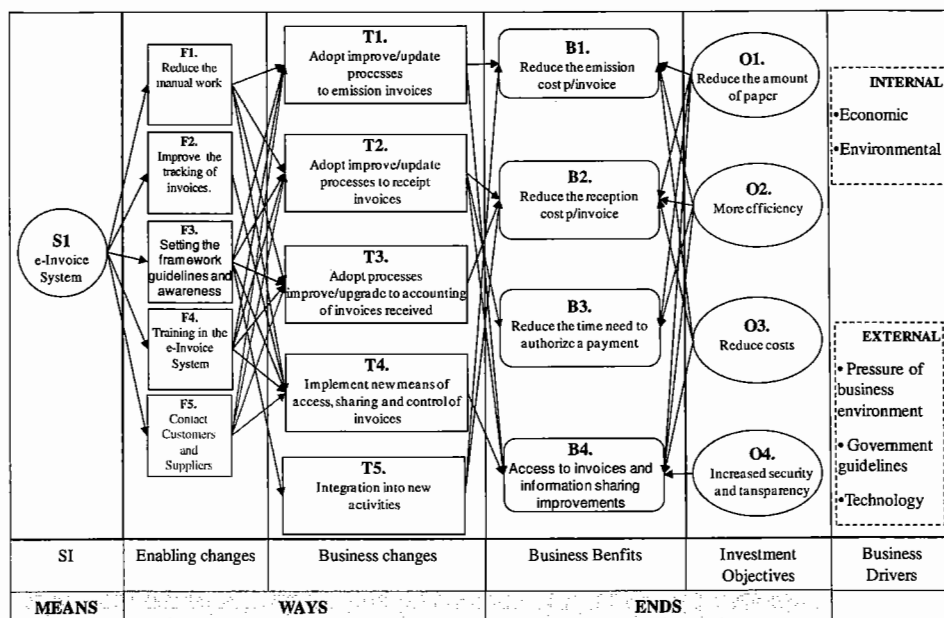 S1
e-Invoice
System
F1.
Reduce the
manual work
F2.
Improve the
tracking of
invoices.
F3.
Setting the
framework
guidelines and
awareness
F4.
Training in the
e-Invoice
System
F5.
Contact
Customers
and
Suppliers
T1.
Adopt improve/update
processes
to emission invoices
T2.
Adopt improve/update
processes to receipt
invoices
T3.
Adopt processes
improve/upgrade to accounting
of invoices received
T4.
Implement new means of
access, sharing and control of
invoices
T5.
Integration into new
activities
B1.
Reduce the emission
cost p/invoice
B2.
Reduce the reception
cost p/invoice
B3.
Reduce the time need to
authorize a payment
B4.
Access to invoices and
information sharing
improvements
O1.
Reduce the amount
of paper
O2.
More efficiency
O3.
Reduce costs
O4.
Increased security
and tansparency
INTERNAL
•Economic
•Environmental
EXTERNAL
• Pressure of
business
environment
• Government
guidelines
• Technology
SI
Enabling changes
Business changes
Business Benfits
Investment
Objectives
Business
Drivers
MEANS
WAYS
ENDS